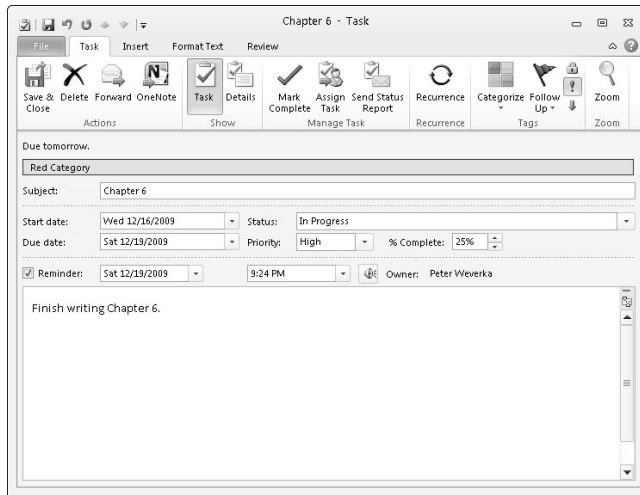 Chapter 6 - Task
File Task Insert Format Text Review
Save & Close Delete Forward OneNote Task Details Mark Complete Assign Task Send Status Report Recurrence Categorize Follow Up Zoom
Actions Show Manage Task Recurrence Tags Zoom
Due tomorrow.
Red Category
Subject: Chapter 6
Start date: Wed 12/16/2009 Status: In Progress
Due date: Sat 12/19/2009 Priority: High % Complete: 25%
Reminder: Sat 12/19/2009 9:24 PM Owner: Peter Weverka
Finish writing Chapter 6.